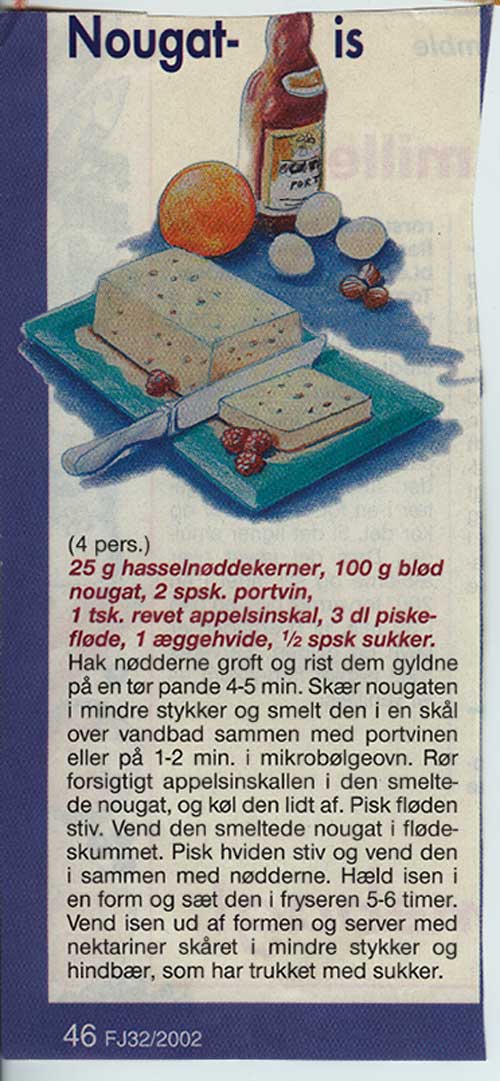 Nougat- is
(4 pers.)
25 g hasselnøddekerner, 100 g blød
nougat, 2 spsk. portvin,
1 tsk. revet appelsinskal, 3 dl piske-
fløde, 1 æggehvide, ½ spsk sukker.
Hak nødderne groft og rist dem gyldne
på en tør pande 4-5 min. Skær nougaten
i mindre stykker og smelt den i en skål
over vandbad sammen med portvinen
eller på 1-2 min. i mikrobølgeovn. Rør
forsigtigt appelsinskallen i den smelte-
de nougat, og køl den lidt af. Pisk fløden
stiv. Vend den smeltede nougat i fløde-
skummet. Pisk hviden stiv og vend den
i sammen med nødderne. Hæld isen i
en form og sæt den i fryseren 5-6 timer.
Vend isen ud af formen og server med
nektariner skåret i mindre stykker og
hindbær, som har trukket med sukker.
46 FJ32/2002